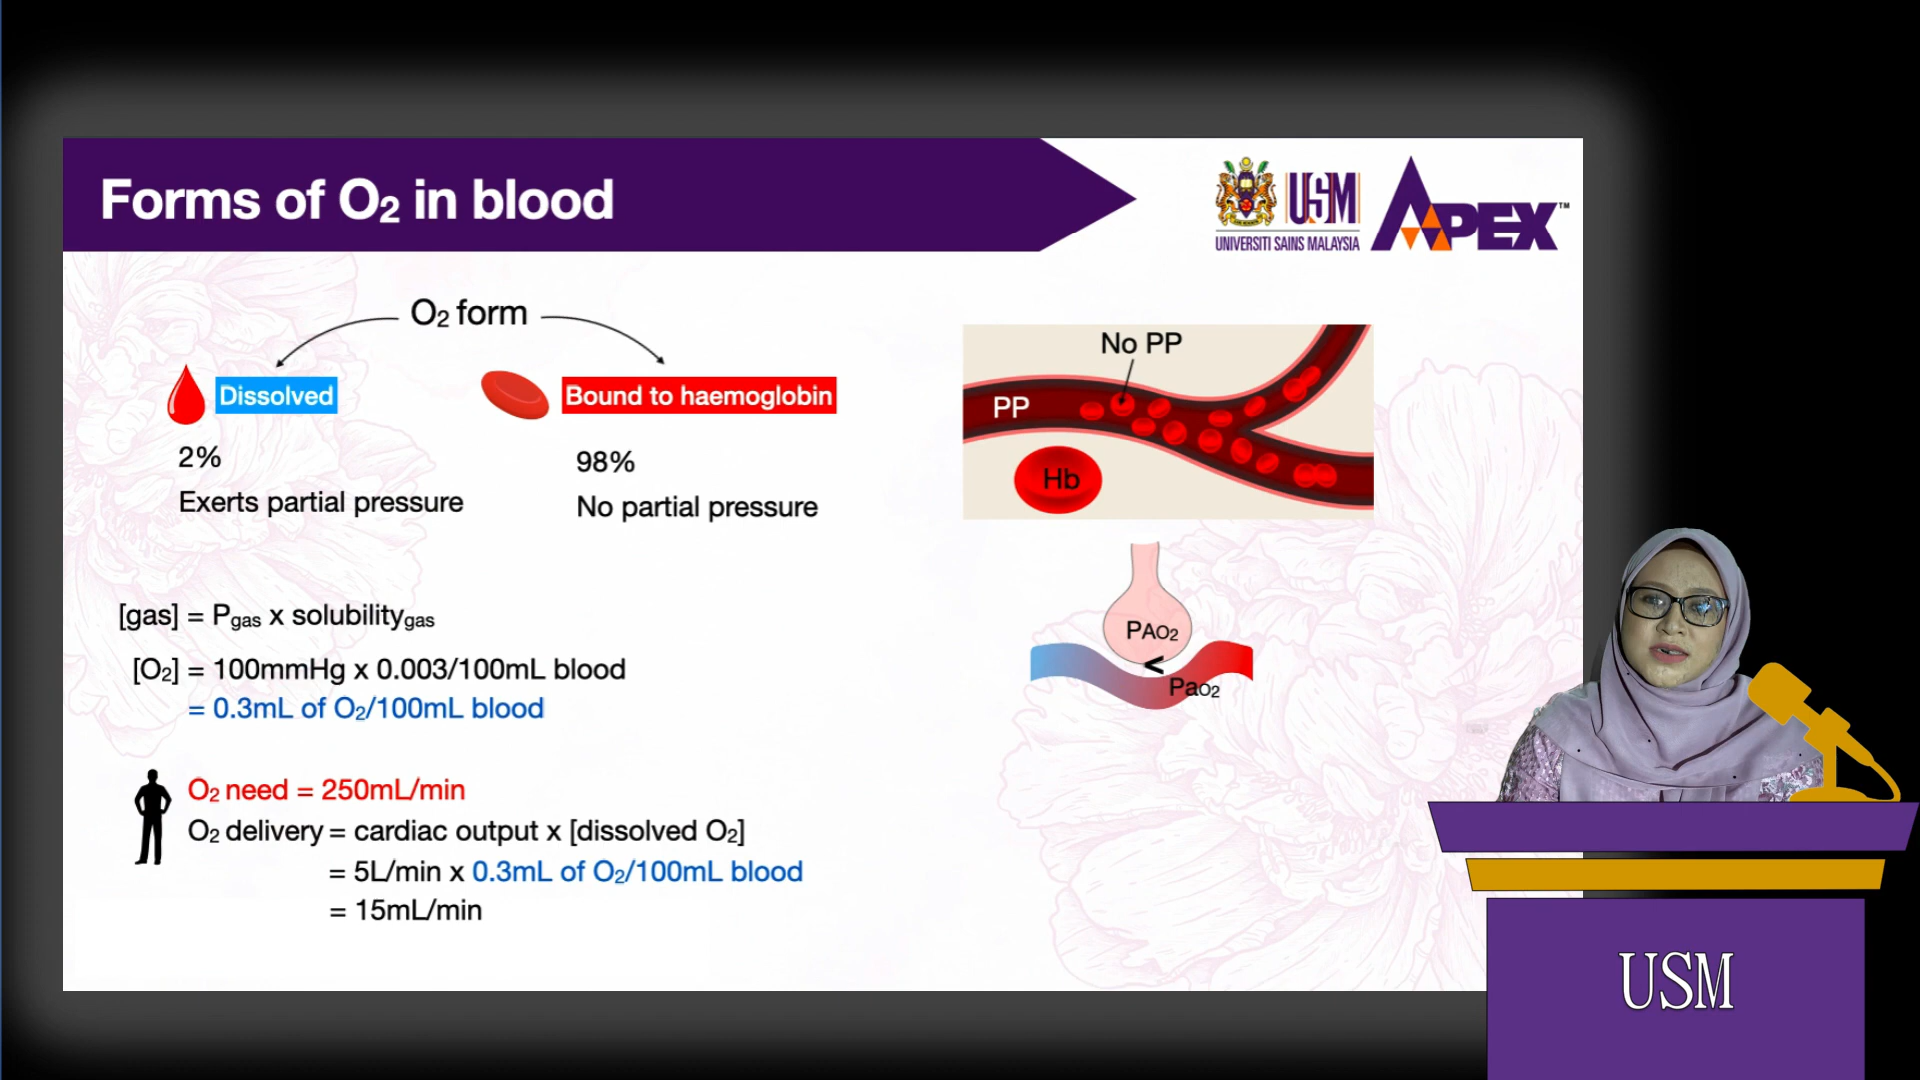 Forms of O₂ in blood
USM
UNIVERSITI SAINS MALAYSIA
APEX™
O₂ form
Dissolved
Bound to haemoglobin
2%
98%
Exerts partial pressure
No partial pressure
No PP
PP
Hb
PAO₂
<
PaO₂
[gas] = Pgas x solubilitygas
[O₂] = 100mmHg x 0.003/100mL blood
= 0.3mL of O₂/100mL blood
O₂ need = 250mL/min
O₂ delivery = cardiac output x [dissolved O₂]
= 5L/min x 0.3mL of O₂/100mL blood
= 15mL/min
USM